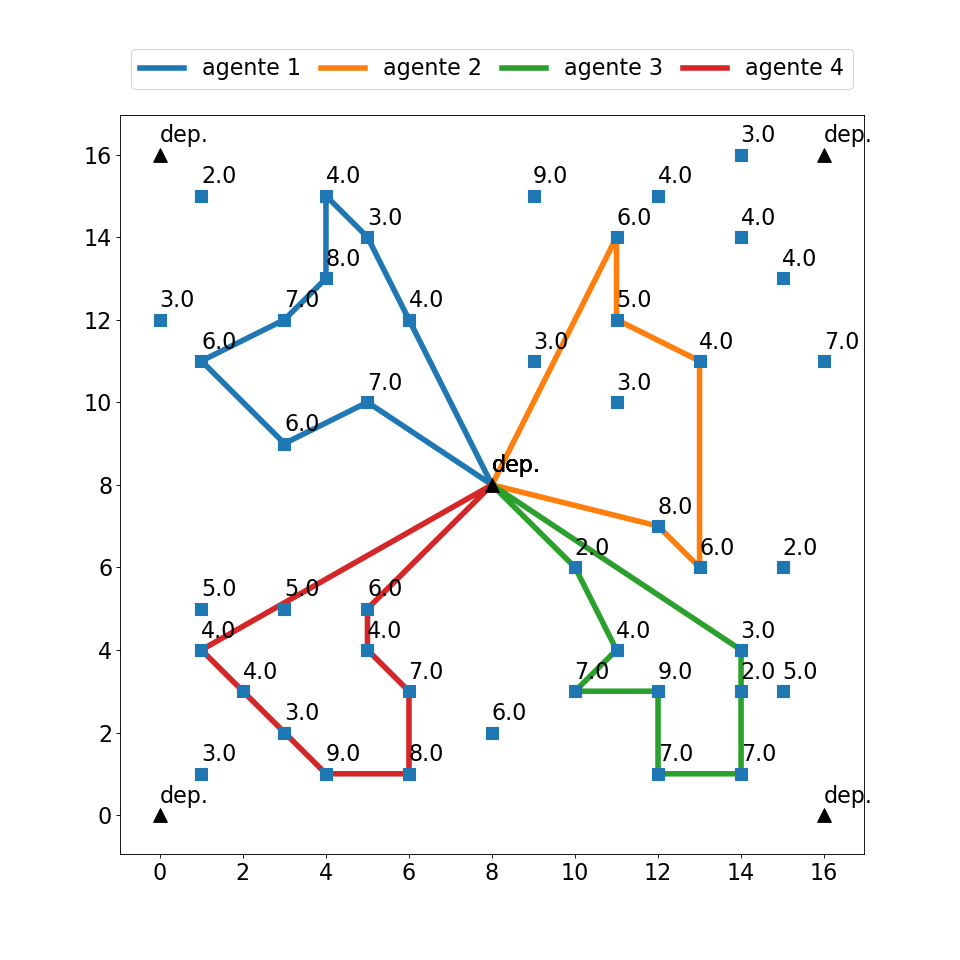 agente 1 agente 2 agente 3 agente 4
3.0
dep. dep.
16
2.0 4.0 9.0 4.0
3.0 6.0 4.0
14
8.0 4.0
3.0 7.0 4.0 5.0
12
6.0 3.0 4.0 7.0
7.0 3.0
10
6.0
dep.
8
8.0
2.0 6.0 2.0
6
5.0 5.0 6.0
4.0 4.0 4.0 3.0
4
4.0 7.0 7.0 9.0 2.0 5.0
3.0 6.0
2
3.0 9.0 8.0 7.0 7.0
dep. dep.
0
0 2 4 6 8 10 12 14 16